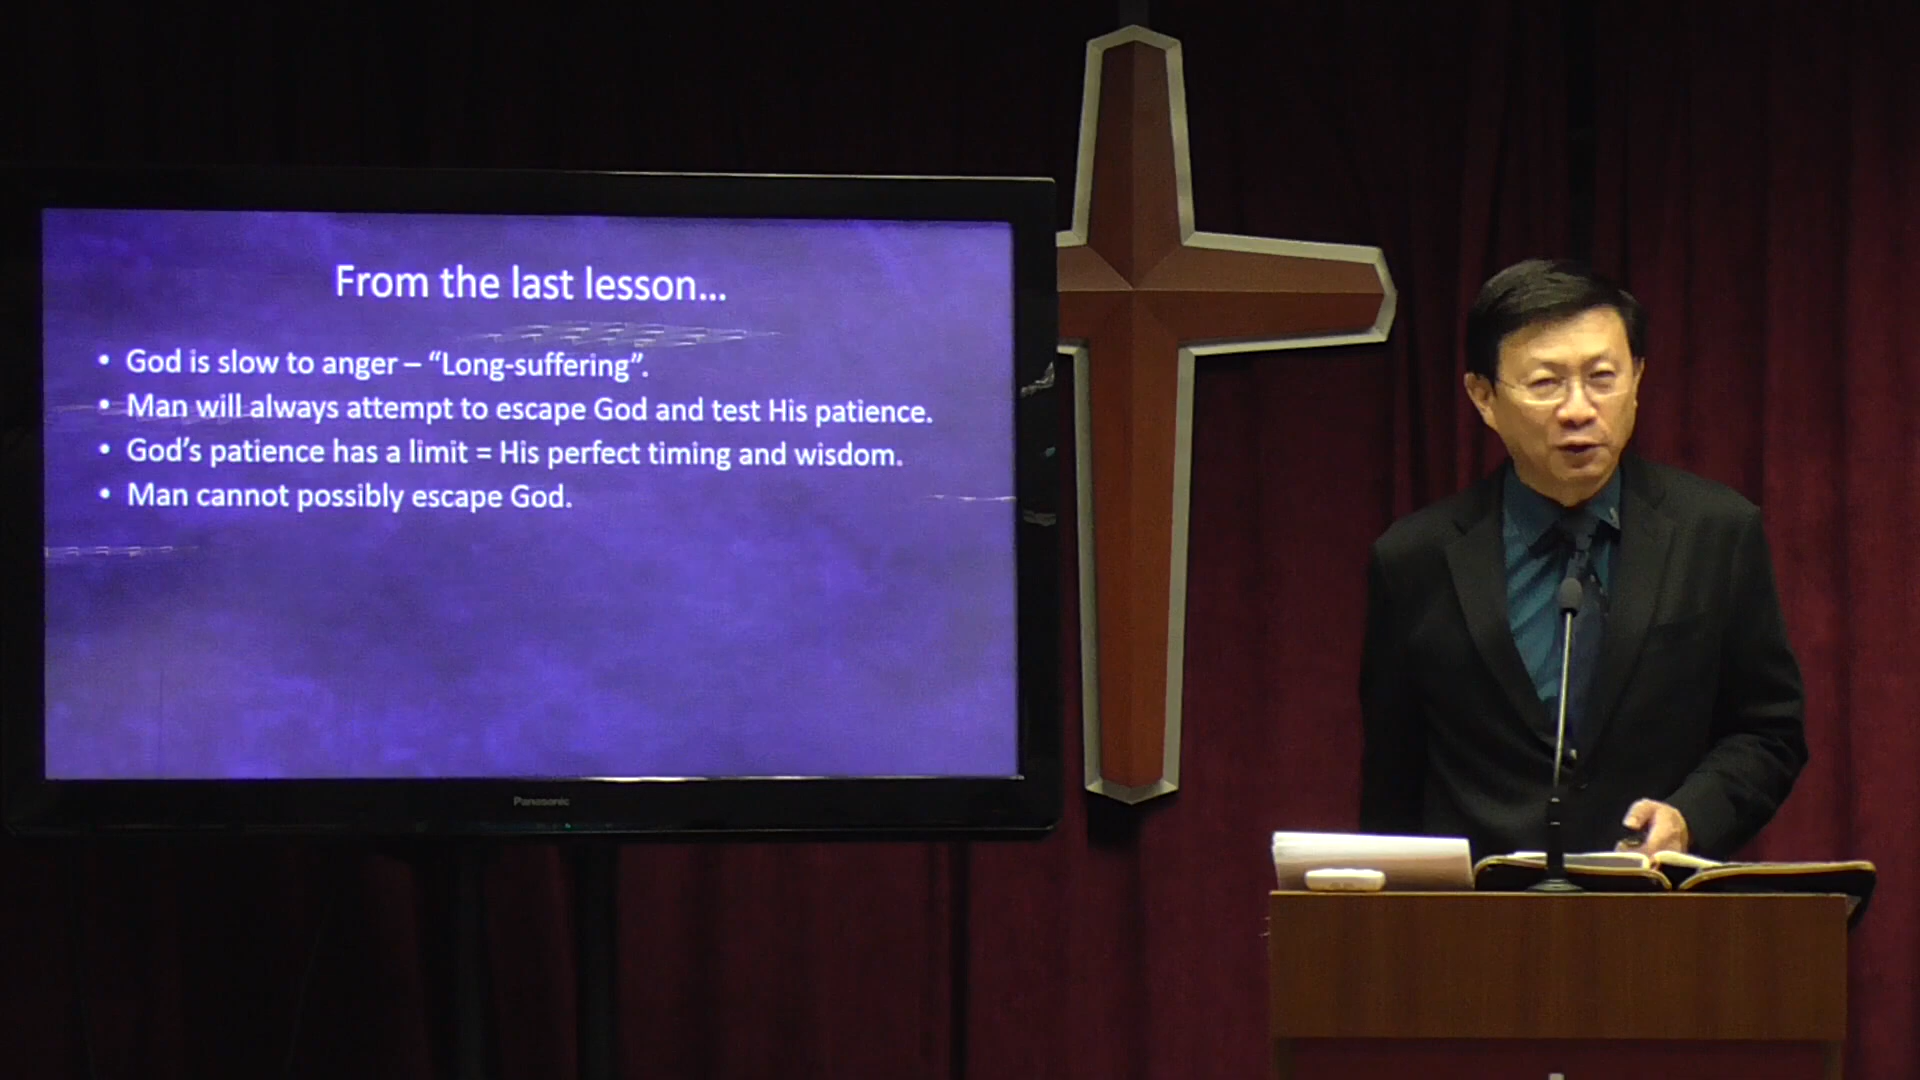 From the last lesson...
• God is slow to anger – “Long-suffering”.
• Man will always attempt to escape God and test His patience.
• God’s patience has a limit = His perfect timing and wisdom.
• Man cannot possibly escape God.
Panasonic